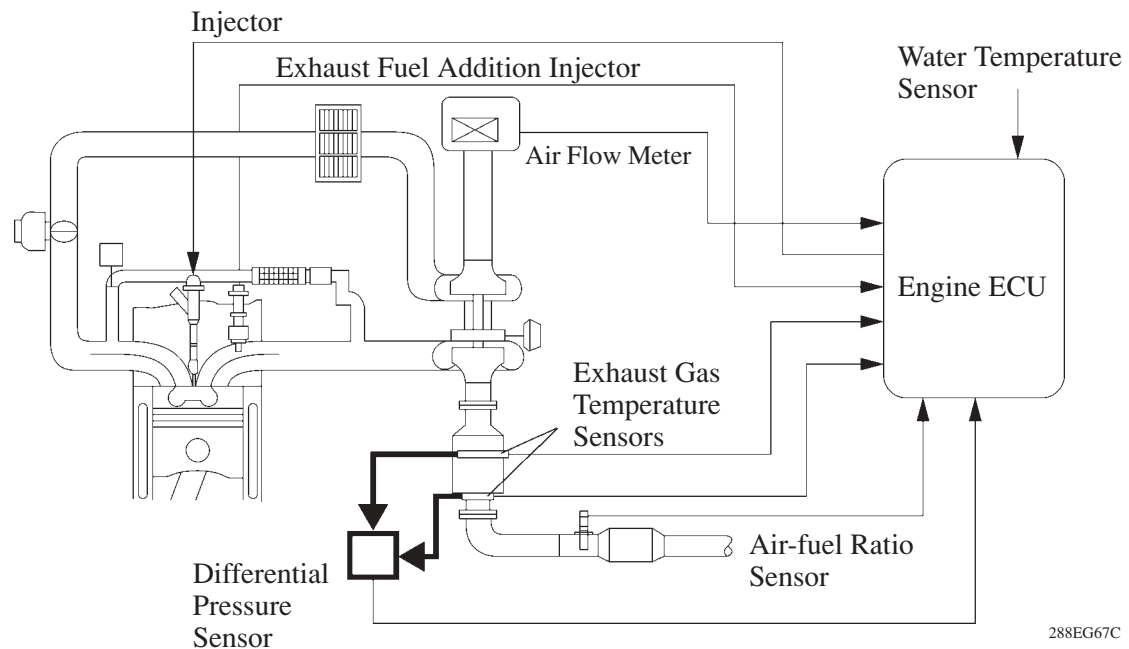 Injector
Exhaust Fuel Addition Injector
Water Temperature
Sensor
Air Flow Meter
Engine ECU
Exhaust Gas
Temperature
Sensors
Air-fuel Ratio
Sensor
Differential
Pressure
Sensor
288EG67C